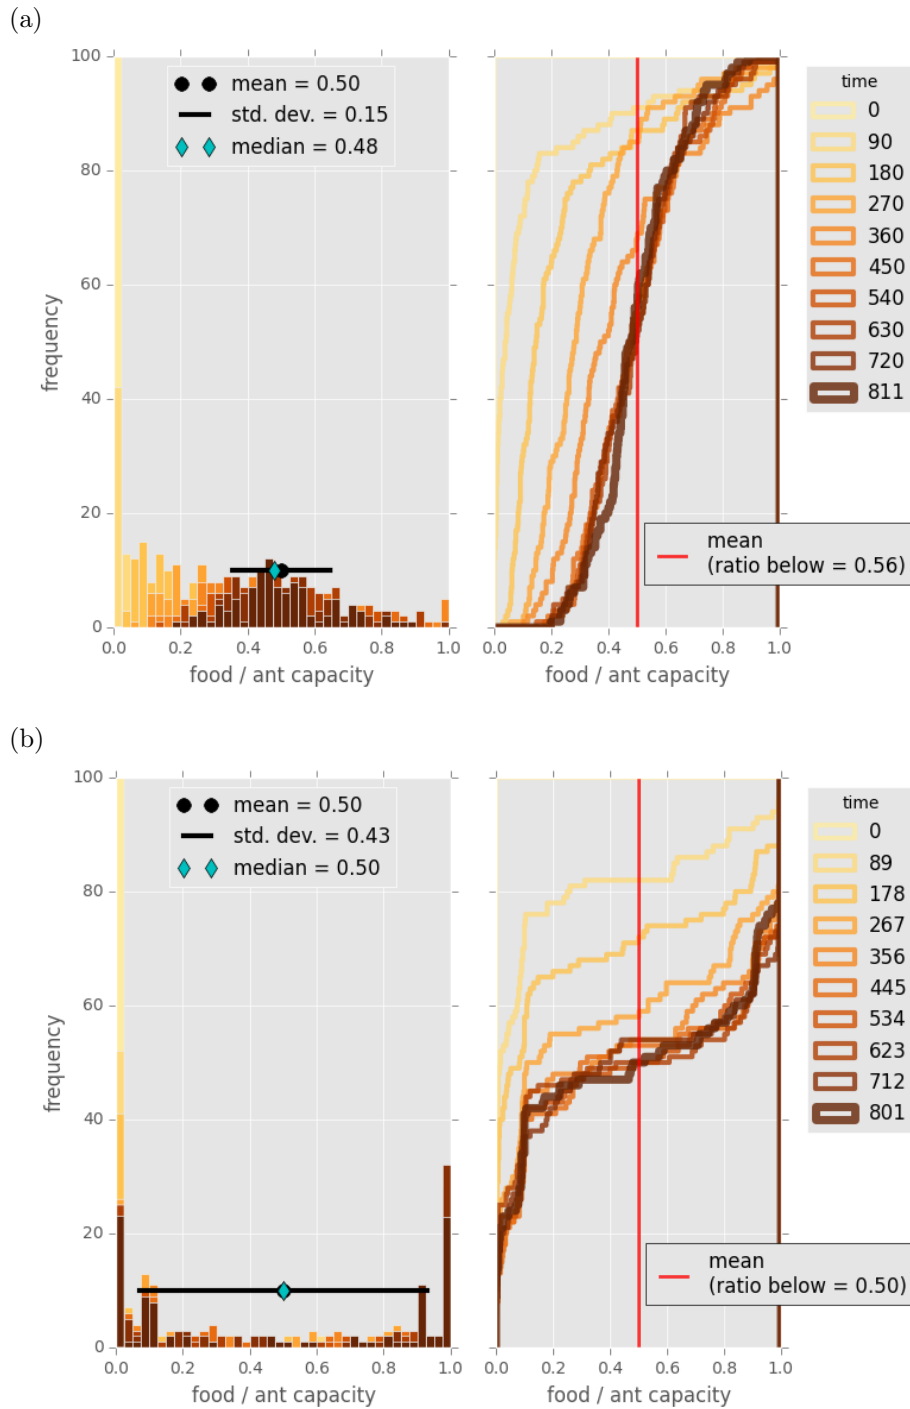 (a)
mean = 0.50
std. dev. = 0.15
median = 0.48
100
80
60
40
20
0
frequency
0.0 0.2 0.4 0.6 0.8 1.0
food / ant capacity
mean
(ratio below = 0.56)
0.0 0.2 0.4 0.6 0.8 1.0
food / ant capacity
time
0
90
180
270
360
450
540
630
720
811
(b)
mean = 0.50
std. dev. = 0.43
median = 0.50
100
80
60
40
20
0
frequency
0.0 0.2 0.4 0.6 0.8 1.0
food / ant capacity
mean
(ratio below = 0.50)
0.0 0.2 0.4 0.6 0.8 1.0
food / ant capacity
time
0
89
178
267
356
445
534
623
712
801